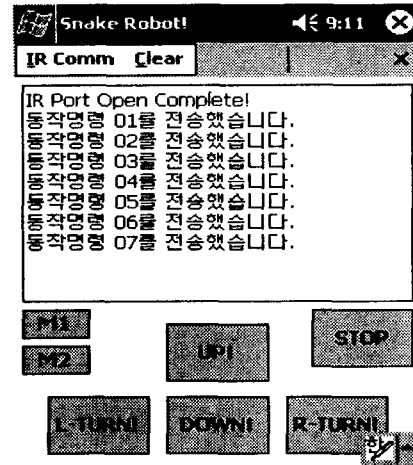 Snake Robot! 9:11
IR Comm Clear
IR Port Open Complete!
동작명령 01를 전송했습니다.
동작명령 02를 전송했습니다.
동작명령 03를 전송했습니다.
동작명령 04를 전송했습니다.
동작명령 05를 전송했습니다.
동작명령 06를 전송했습니다.
동작명령 07를 전송했습니다.
M1
M2
UP!
STOP
L-TURN!
DOWN!
R-TURN!
한